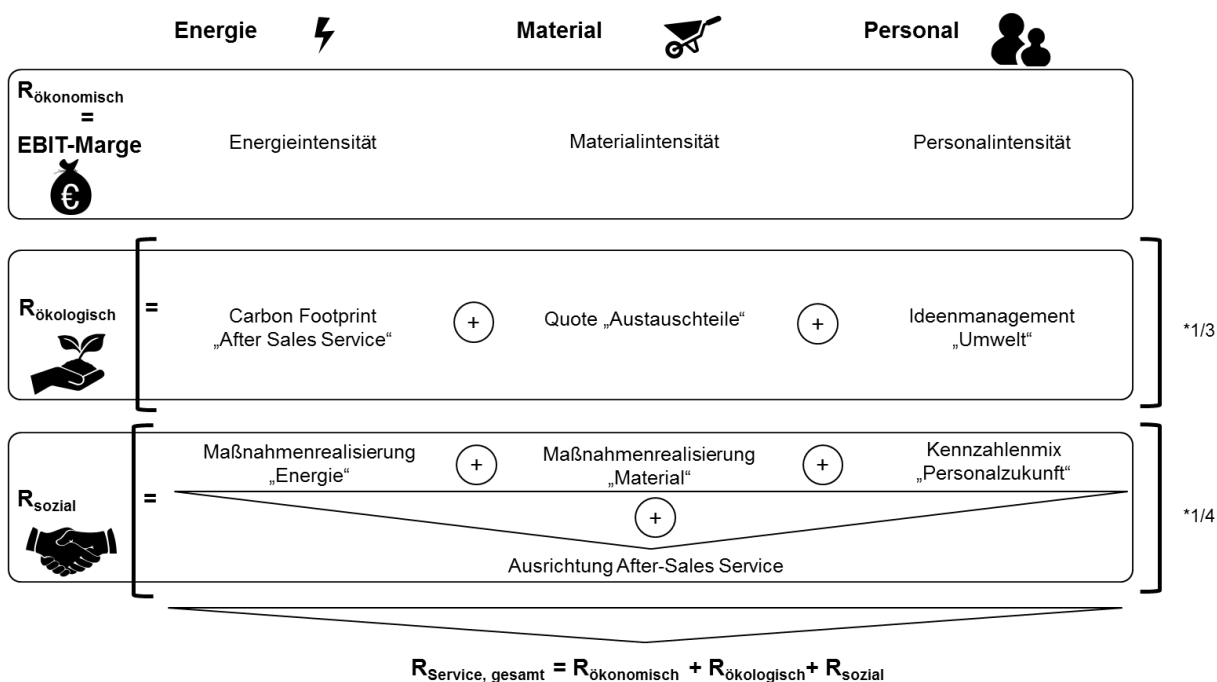 Energie
Material
Personal
Rökonomisch
=
EBIT-Marge
€
Energieintensität
Materialintensität
Personalintensität
Rökologisch
=
Carbon Footprint
„After Sales Service“
+
Quote „Austauschteile“
+
Ideenmanagement
„Umwelt“
*1/3
Rsozial
=
Maßnahmenrealisierung
„Energie“
+
Maßnahmenrealisierung
„Material“
+
Kennzahlenmix
„Personalzukunft“
+
Ausrichtung After-Sales Service
*1/4
RService, gesamt = Rökonomisch + Rökologisch+ Rsozial